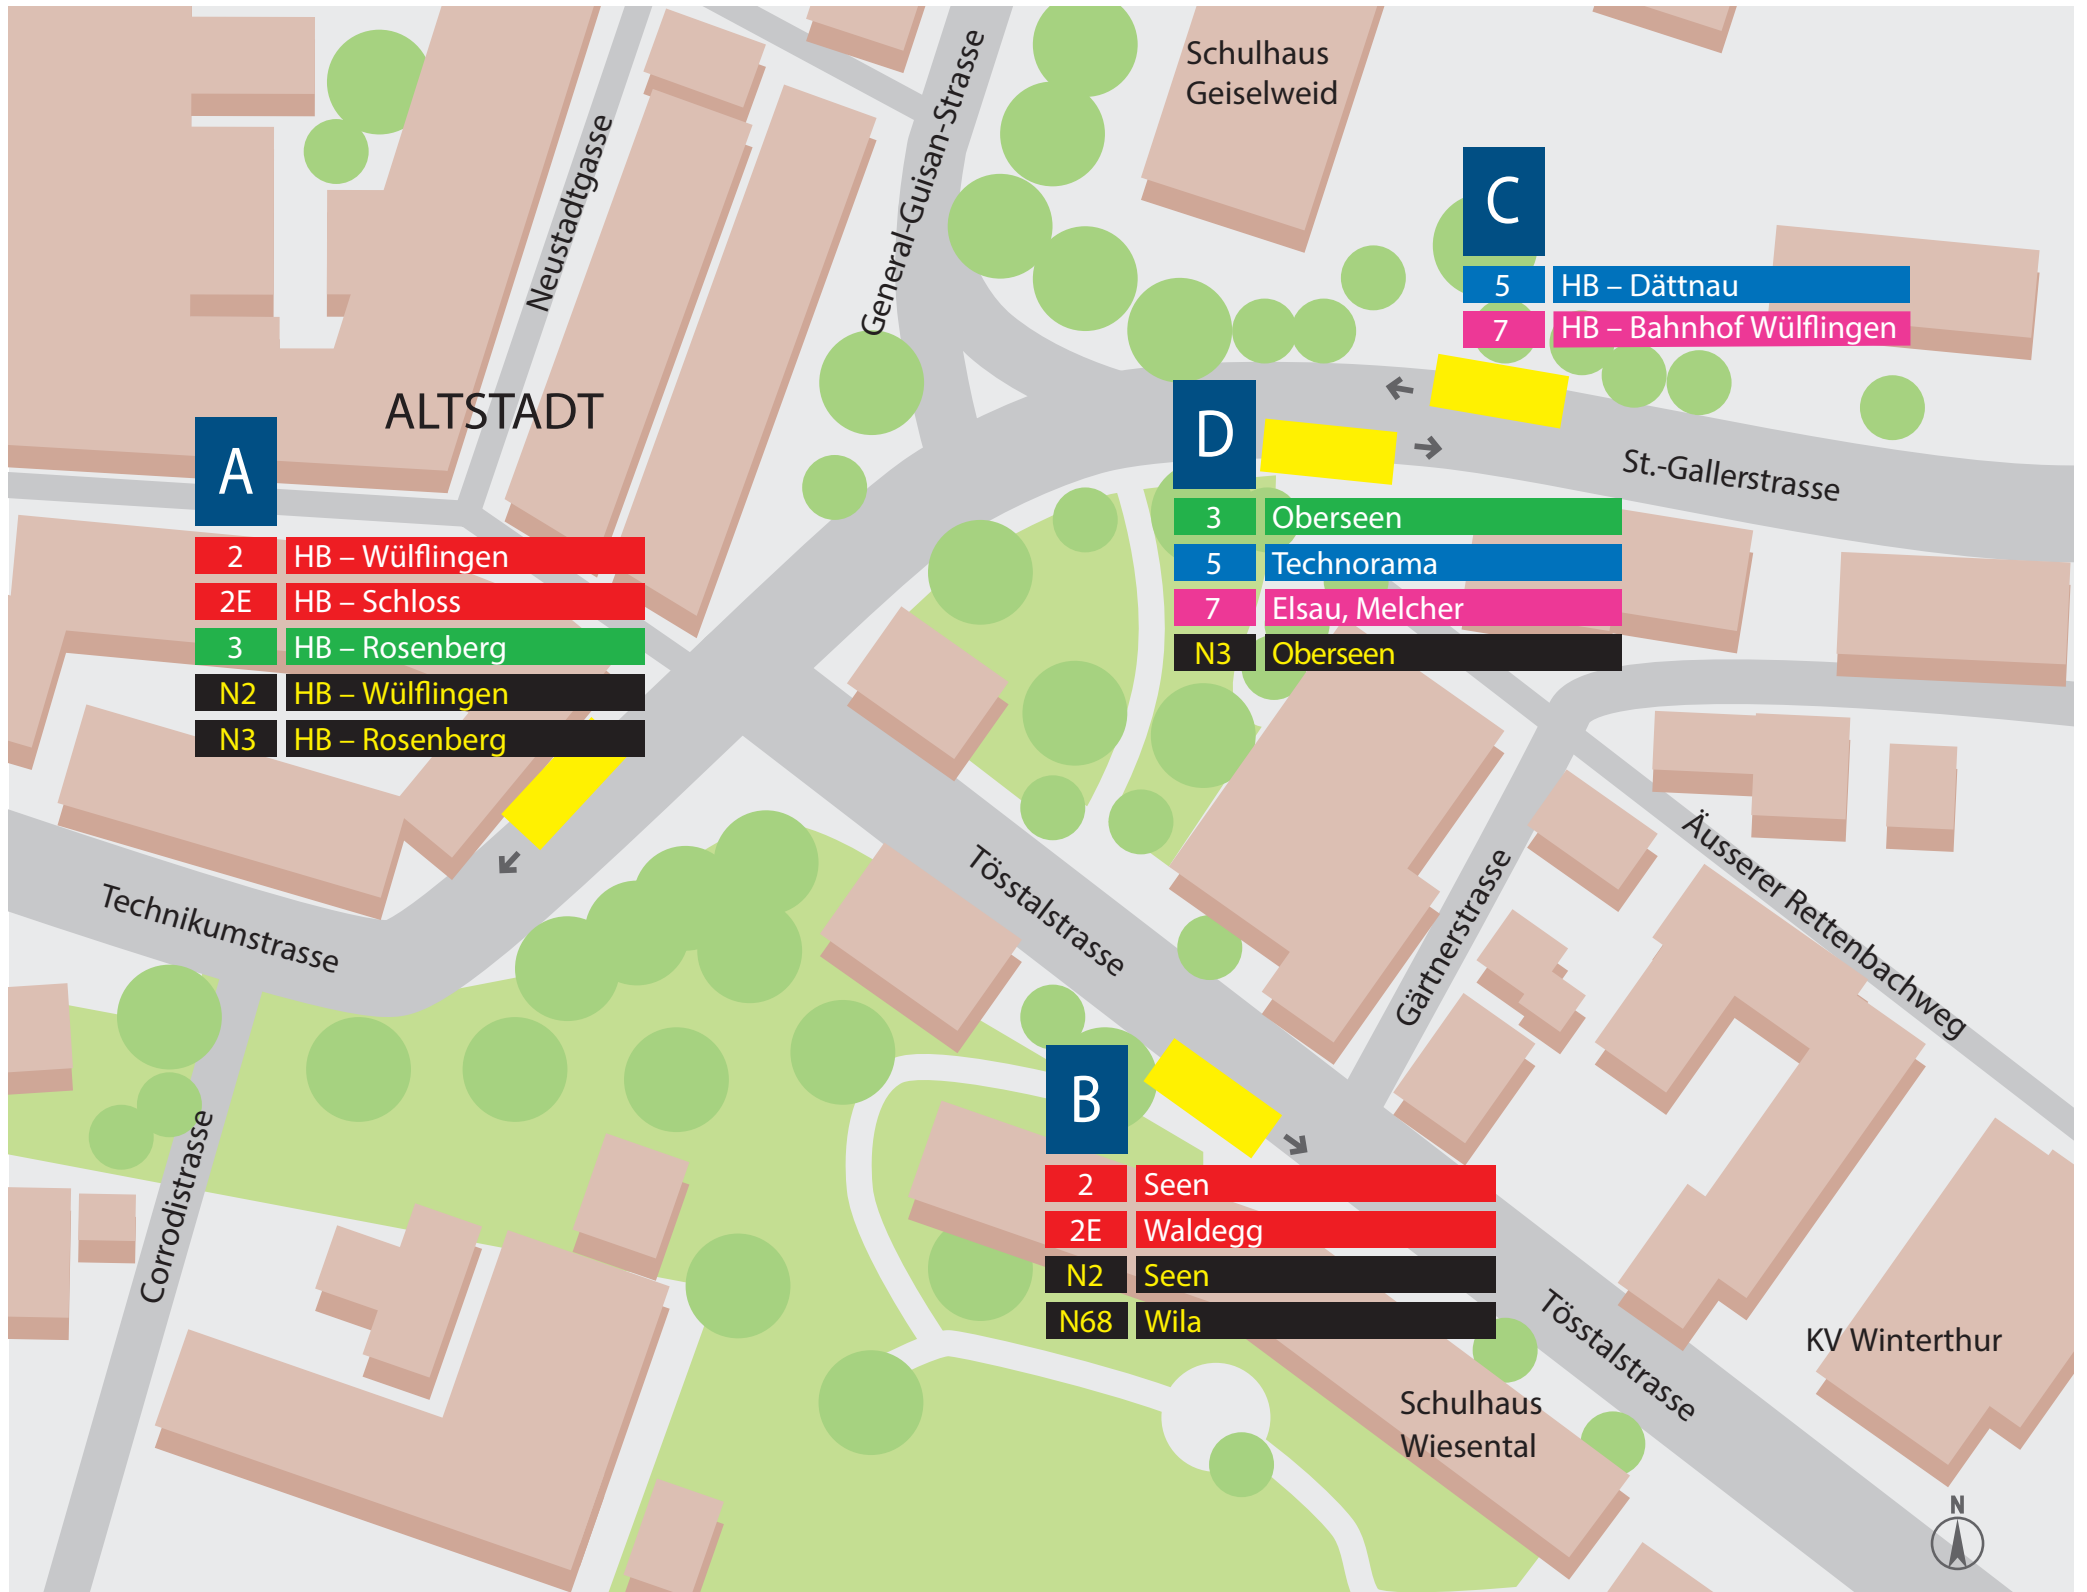 Schulhaus
Geiselweid
General-Guisan-Strasse
Neustadtgasse
C
5 HB – Dättnau
7 HB – Bahnhof Wülflingen
ALTSTADT
A
2 HB – Wülflingen
2E HB – Schloss
3 HB – Rosenberg
N2 HB – Wülflingen
N3 HB – Rosenberg
D
3 Oberseen
5 Technorama
7 Elsau, Melcher
N3 Oberseen
St.-Gallerstrasse
Technikumstrasse
Tösstalstrasse
Gärtnerstrasse
Äusserer Rettenbachweg
Corrodistrasse
B
2 Seen
2E Waldegg
N2 Seen
N68 Wila
Tösstalstrasse
KV Winterthur
Schulhaus
Wiesental
N